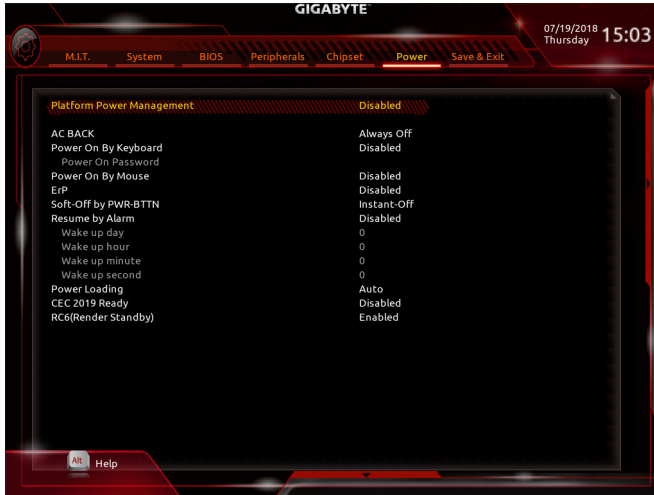 GIGABYTE
07/19/2018 15:03
Thursday
M.I.T. System BIOS Peripherals Chipset Power Save & Exit
Platform Power Management Disabled
AC BACK Always Off
Power On By Keyboard Disabled
Power On Password
Power On By Mouse Disabled
ErP Disabled
Soft-Off by PWR-BTTN Instant-Off
Resume by Alarm Disabled
Wake up day 0
Wake up hour 0
Wake up minute 0
Wake up second 0
Power Loading Auto
CEC 2019 Ready Disabled
RC6(Render Standby) Enabled
Alt Help